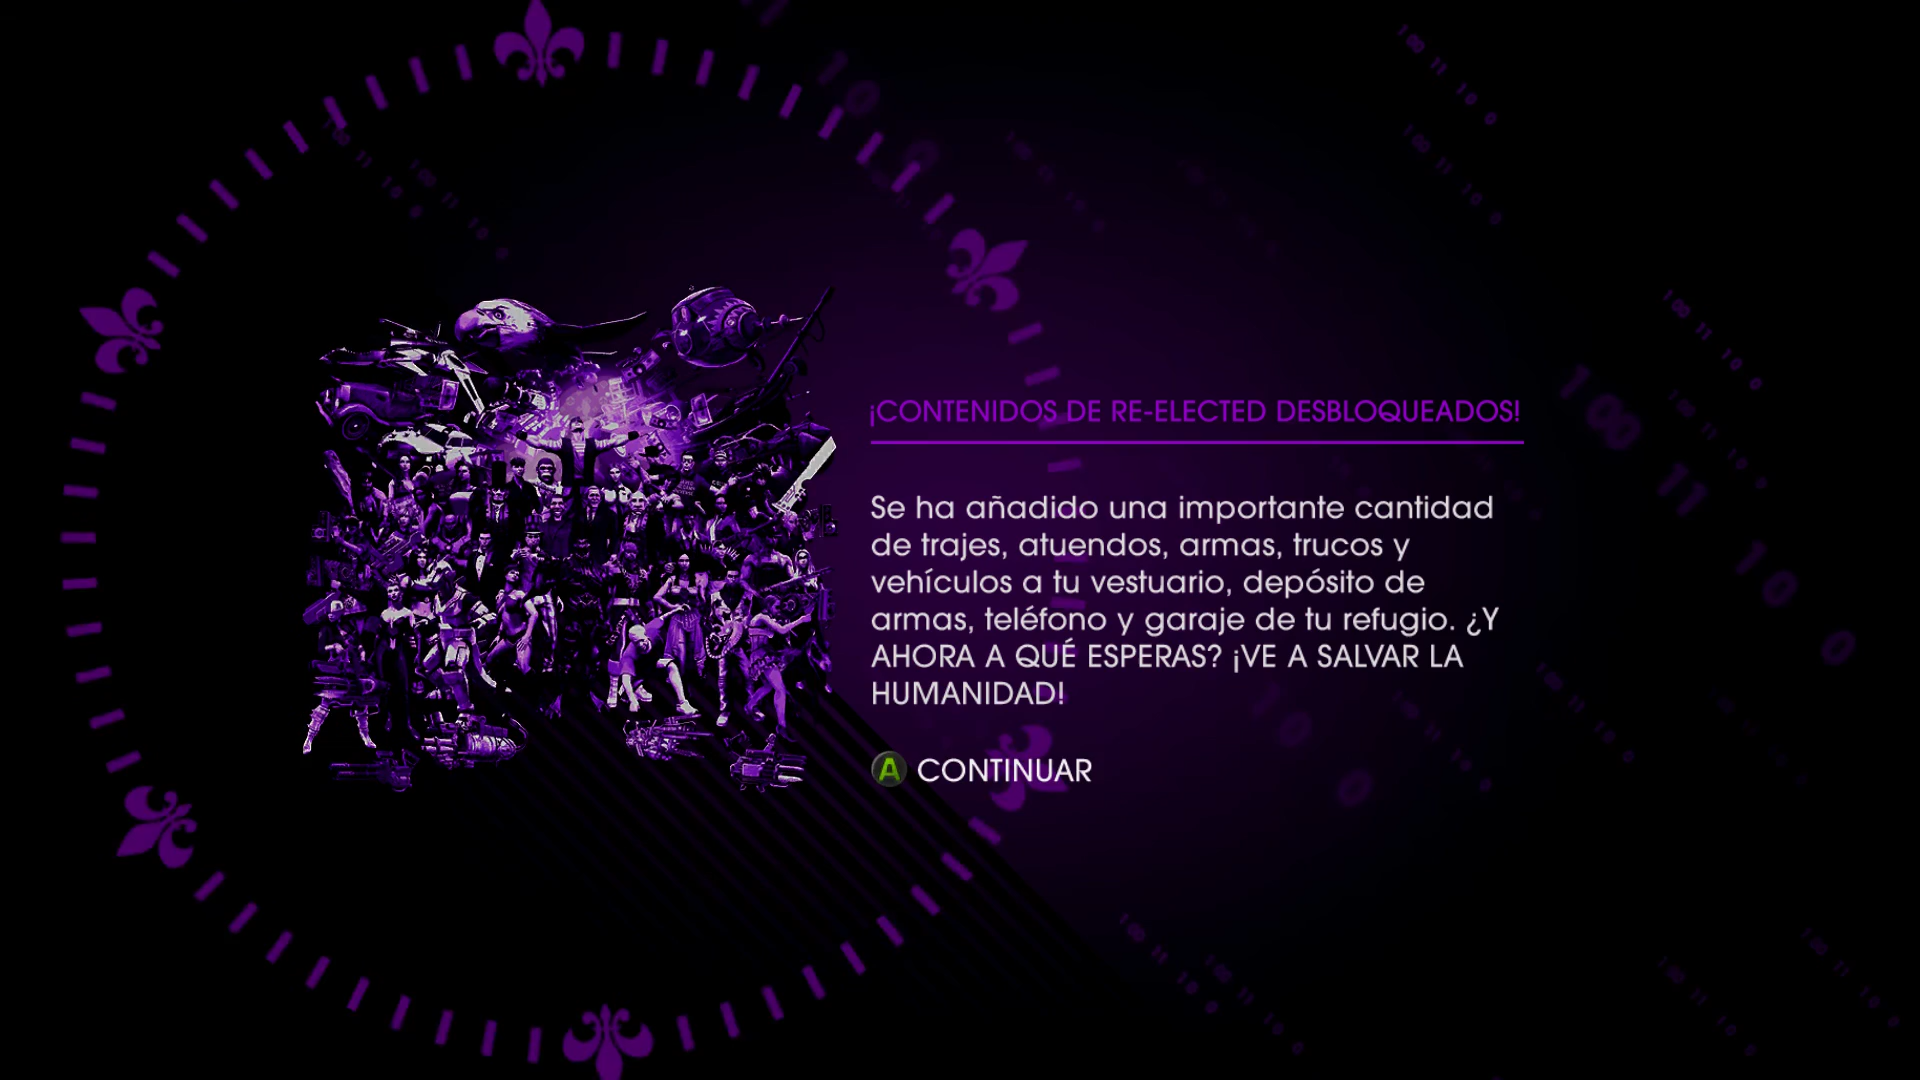 ¡CONTENIDOS DE RE-ELECTED DESBLOQUEADOS!
Se ha añadido una importante cantidad
de trajes, atuendos, armas, trucos y
vehículos a tu vestuario, depósito de
armas, teléfono y garaje de tu refugio. ¿Y
AHORA A QUÉ ESPERAS? ¡VE A SALVAR LA
HUMANIDAD!
A CONTINUAR